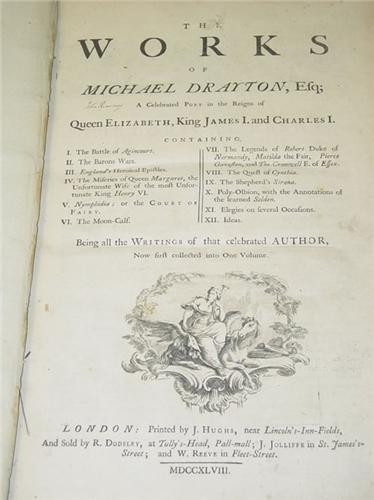 THE
WORKS
OF
MICHAEL DRAYTON, Esq;
A Celebrated POET in the Reigns of
Queen ELIZABETH, King JAMES I. and CHARLES I.
CONTAINING,
I. The Battle of Agincourt.
II. The Barons Wars.
III. England's Heroical Epistles.
IV. The Miseries of Queen Margaret, the
Unfortunate Wife of the most Unfor-
tunate King Henry VI.
V. Nymphidia: or the COURT OF
FAIRY.
VI. The Moon-Calf.
VII. The Legends of Robert Duke of
Normandy, Matilda the Fair, Pierce
Gaveston, and Tho. Cromwell E. of Essex.
VIII. The Quest of Cynthia.
IX. The Shepherd's Sirena.
X. Poly-Olbion, with the Annotations of
the learned Selden.
XI. Elegies on several Occasions.
XII. Ideas.
Being all the WRITINGS of that celebrated AUTHOR,
Now first collected into One Volume.
LONDON: Printed by J. HUGHS, near Lincoln's-Inn-Fields,
And Sold by R. DODSLEY, at Tully's-Head, Pall-mall; J. JOLLIFFE in St. James's-
Street; and W. REEVE in Fleet-Street.
MDCCXLVIII.